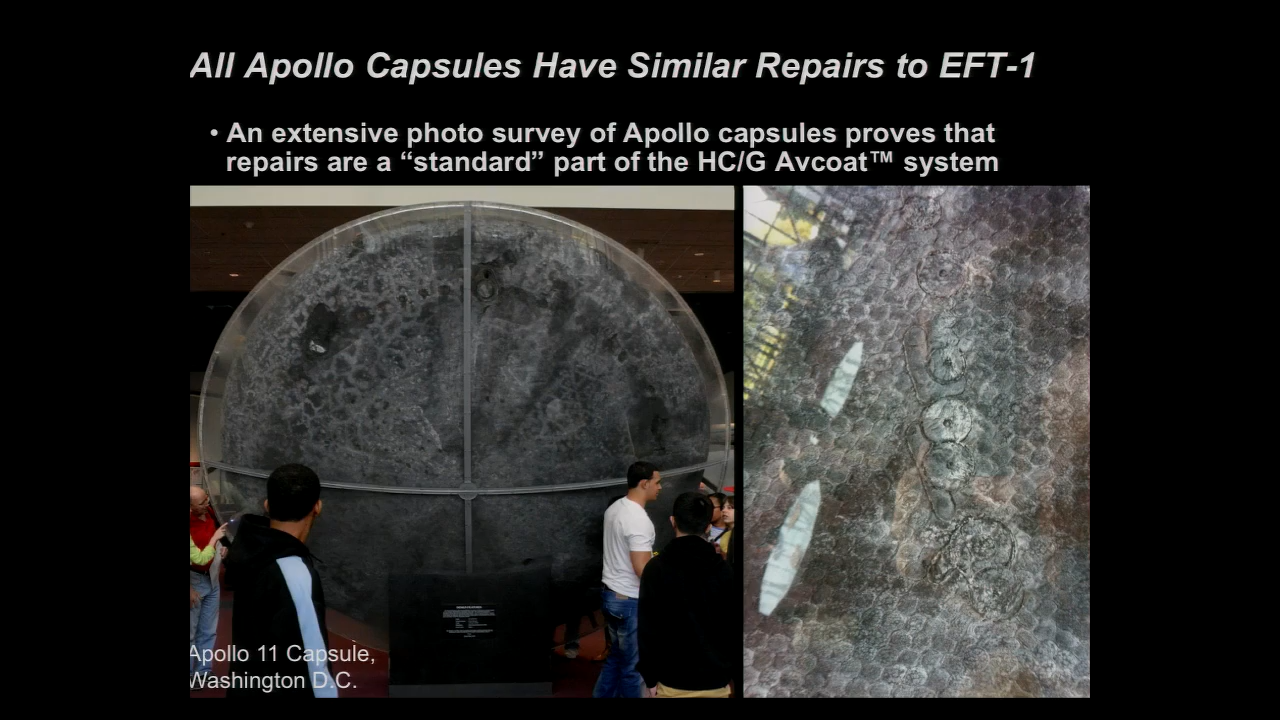 All Apollo Capsules Have Similar Repairs to EFT-1
• An extensive photo survey of Apollo capsules proves that
repairs are a “standard” part of the HC/G Avcoat™ system
Apollo 11 Capsule,
Washington D.C.